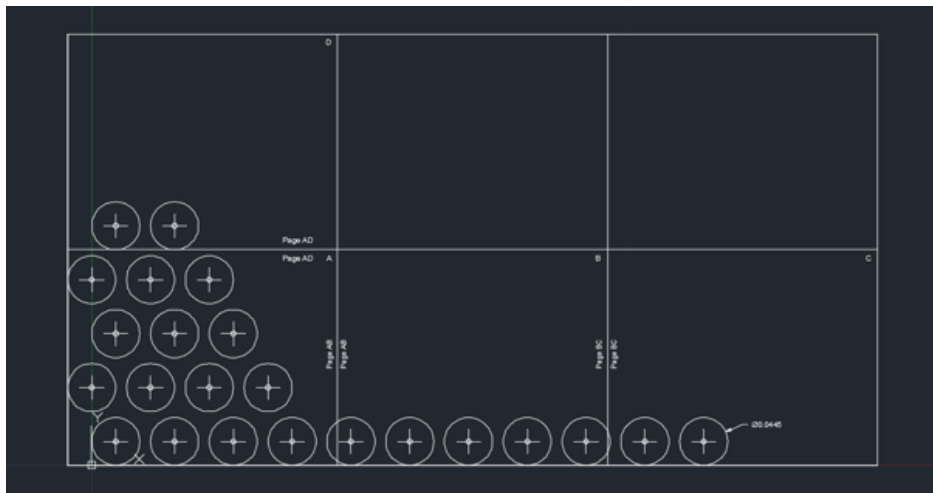 D
Page AD
Page AD A
B
C
Page AB
Page AB
Page BC
Page BC
Ø0.0445
Y
X